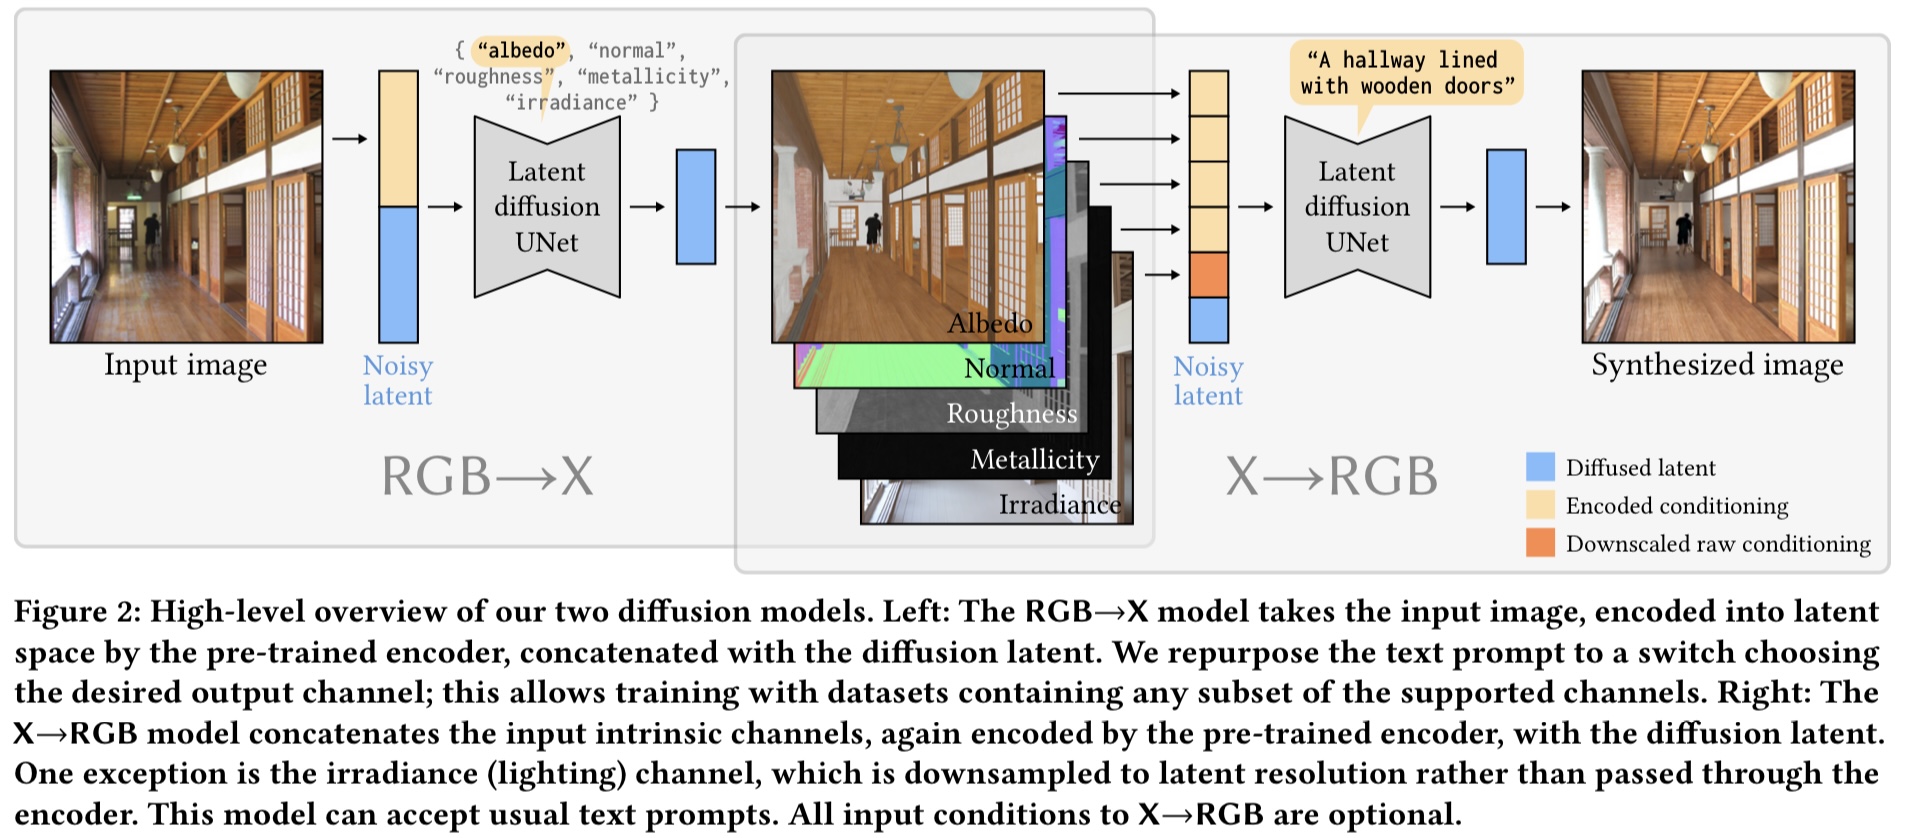 { “albedo”, “normal”,
“roughness”, “metallicity”,
“irradiance” }
“A hallway lined
with wooden doors”
Latent
diffusion
UNet
Latent
diffusion
UNet
Albedo
Normal
Roughness
Metallicity
Irradiance
Input image
Noisy
latent
Noisy
latent
Synthesized image
RGB→X
X→RGB
Diffused latent
Encoded conditioning
Downscaled raw conditioning
Figure 2: High-level overview of our two diffusion models. Left: The RGB→X model takes the input image, encoded into latent
space by the pre-trained encoder, concatenated with the diffusion latent. We repurpose the text prompt to a switch choosing
the desired output channel; this allows training with datasets containing any subset of the supported channels. Right: The
X→RGB model concatenates the input intrinsic channels, again encoded by the pre-trained encoder, with the diffusion latent.
One exception is the irradiance (lighting) channel, which is downsampled to latent resolution rather than passed through the
encoder. This model can accept usual text prompts. All input conditions to X→RGB are optional.